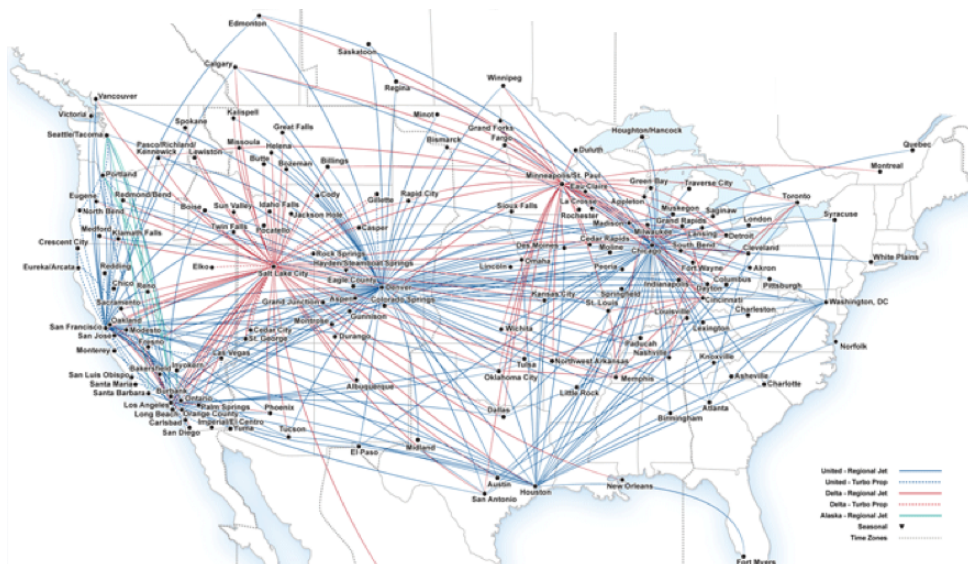 Edmonton
Saskatoon
Calgary
Regina
Winnipeg
Vancouver
Victoria
Kalispell
Minot
Spokane
Great Falls
Grand Forks
Houghton/Hancock
Seattle/Tacoma
Fargo
Quebec
Pasco/Richland/
Kennewick
Lewiston
Missoula
Helena
Bismarck
Duluth
Butte
Bozeman
Billings
Montreal
Portland
Minneapolis/St. Paul
Eau Claire
Green Bay
Traverse City
Eugene
Redmond/Bend
Boise
Sun Valley
Idaho Falls
Cody
Gillette
Rapid City
La Crosse
Appleton
Muskegon
Toronto
North Bend
Jackson Hole
Sioux Falls
Rochester
Madison
Milwaukee
Grand Rapids
Saginaw
London
Syracuse
Medford
Klamath Falls
Twin Falls
Pocatello
Casper
Lansing
Detroit
Crescent City
Des Moines
Cedar Rapids
Chicago
South Bend
Cleveland
Rock Springs
Moline
White Plains
Eureka/Arcata
Redding
Elko
Salt Lake City
Hayden/Steamboat Springs
Lincoln
Omaha
Peoria
Fort Wayne
Akron
Chico
Reno
Eagle County
Denver
Indianapolis
Columbus
Pittsburgh
Dayton
Sacramento
Grand Junction
Aspen
Colorado Springs
Kansas City
Springfield
St. Louis
Cincinnati
Washington, DC
Oakland
Gunnison
Louisville
Charleston
San Francisco
Modesto
Montrose
Cedar City
Wichita
Lexington
San Jose
Fresno
St. George
Durango
Paducah
Norfolk
Monterey
Las Vegas
Nashville
Inyokern
Bakersfield
Tulsa
Northwest Arkansas
Knoxville
San Luis Obispo
Oklahoma City
Memphis
Asheville
Santa Maria
Burbank
Albuquerque
Little Rock
Charlotte
Santa Barbara
Ontario
Los Angeles
Palm Springs
Phoenix
Dallas
Atlanta
Long Beach
Orange County
Birmingham
Carlsbad
Imperial/El Centro
San Diego
Yuma
Tucson
El Paso
Midland
Austin
Houston
New Orleans
San Antonio
Fort Myers
United - Regional Jet
United - Turbo Prop
Delta - Regional Jet
Delta - Turbo Prop
Alaska - Regional Jet
Seasonal
Time Zones